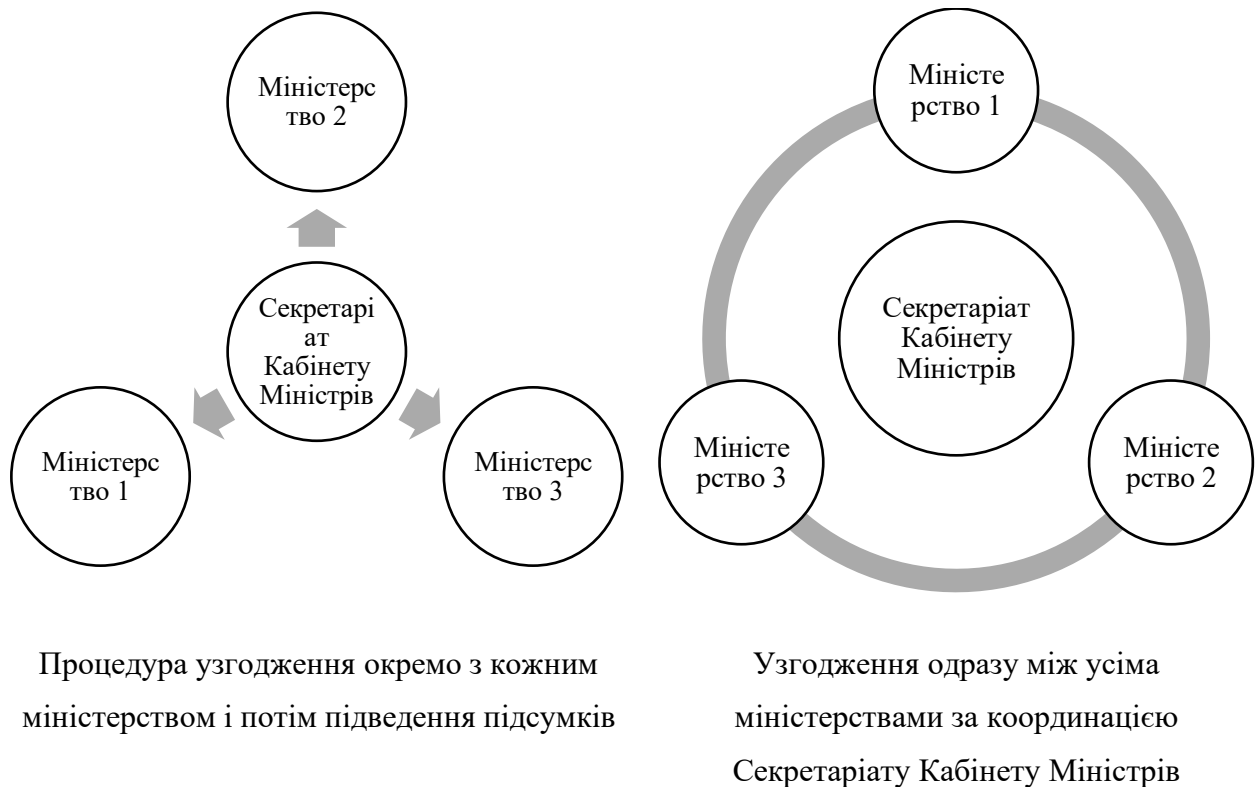 Міністерс
тво 2
Секретарі
ат
Кабінету
Міністрів
Міністерс
тво 1
Міністерс
тво 3
Процедура узгодження окремо з кожним
міністерством і потім підведення підсумків
Міністе
рство 1
Секретаріат
Кабінету
Міністрів
Міністе
рство 3
Міністе
рство 2
Узгодження одразу між усіма
міністерствами за координацією
Секретаріату Кабінету Міністрів